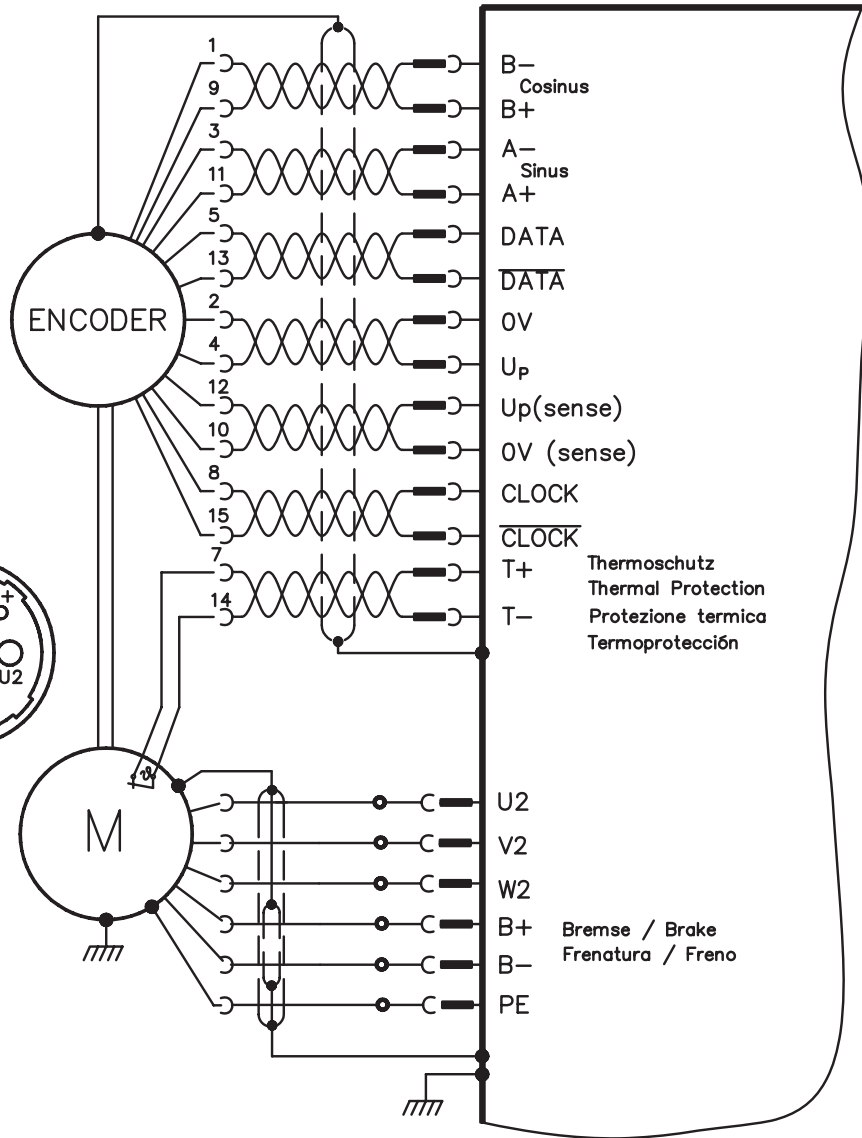 1
B−
Cosinus
9
B+
3
A−
Sinus
11
A+
5
DATA
13
D̅A̅T̅A̅
ENCODER
2
0V
4
UP
12
Up(sense)
10
0V (sense)
8
CLOCK
15
C̅L̅O̅C̅K̅
7
T+
Thermoschutz
Thermal Protection
14
T−
Protezione termica
Termoprotección
+
U2
ϑ
M
U2
V2
W2
B+
Bremse / Brake
B−
Frenatura / Freno
PE